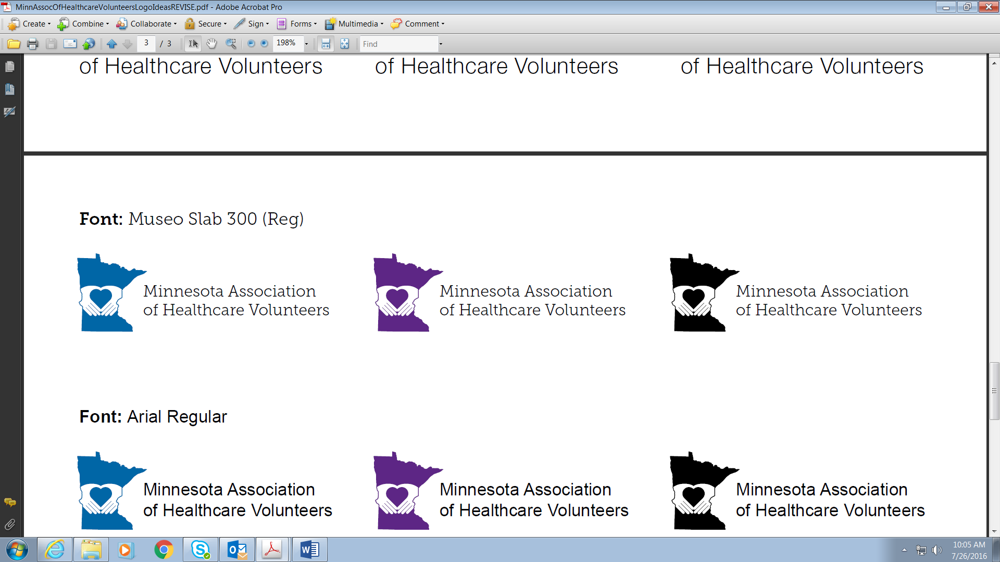 MinnAssocOfHealthcareVolunteersLogoIdeasREVISE.pdf - Adobe Acrobat Pro
Create Combine Collaborate Secure Sign Forms Multimedia Comment
3 / 3 198% Find
of Healthcare Volunteers of Healthcare Volunteers of Healthcare Volunteers
Font: Museo Slab 300 (Reg)
Minnesota Association
of Healthcare Volunteers
Minnesota Association
of Healthcare Volunteers
Minnesota Association
of Healthcare Volunteers
Font: Arial Regular
Minnesota Association
of Healthcare Volunteers
Minnesota Association
of Healthcare Volunteers
Minnesota Association
of Healthcare Volunteers
10:05 AM
7/26/2016